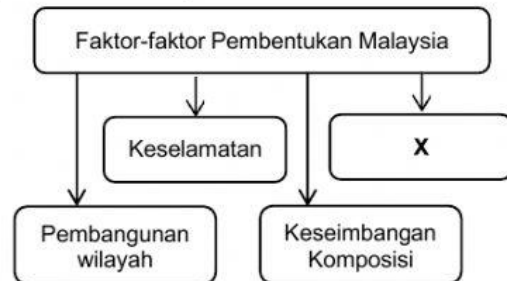 Faktor-faktor Pembentukan Malaysia
Keselamatan
X
Pembangunan
wilayah
Keseimbangan
Komposisi